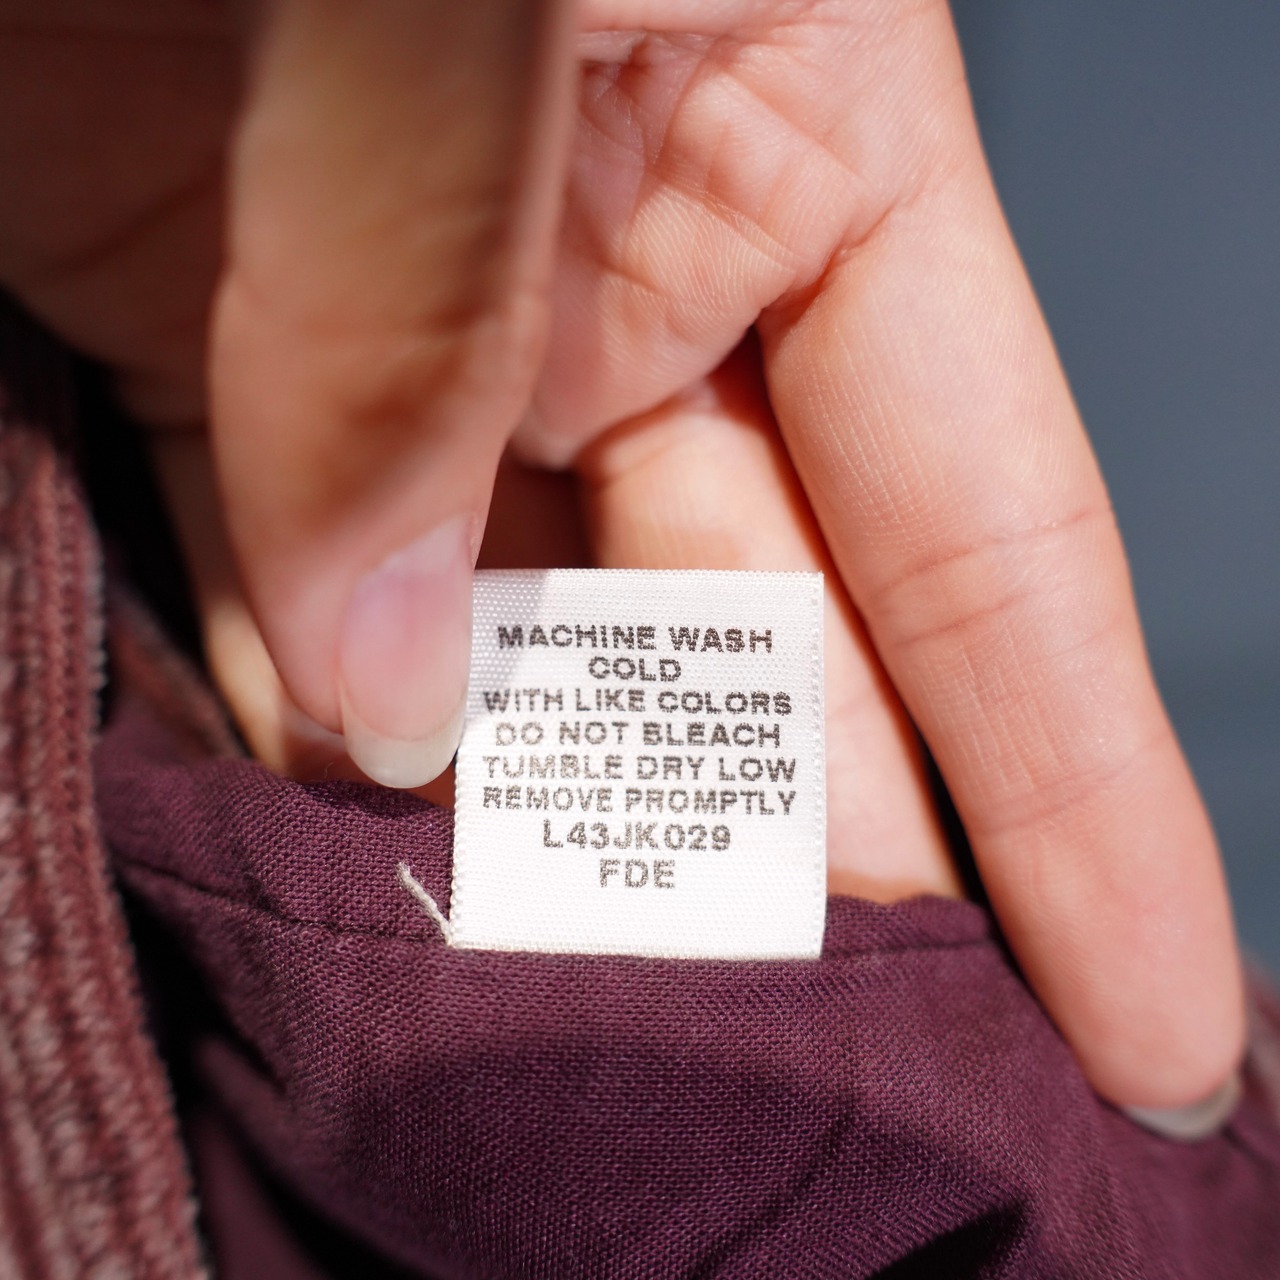 MACHINE WASH
COLD
WITH LIKE COLORS
DO NOT BLEACH
TUMBLE DRY LOW
REMOVE PROMPTLY
L43JK029
FDE